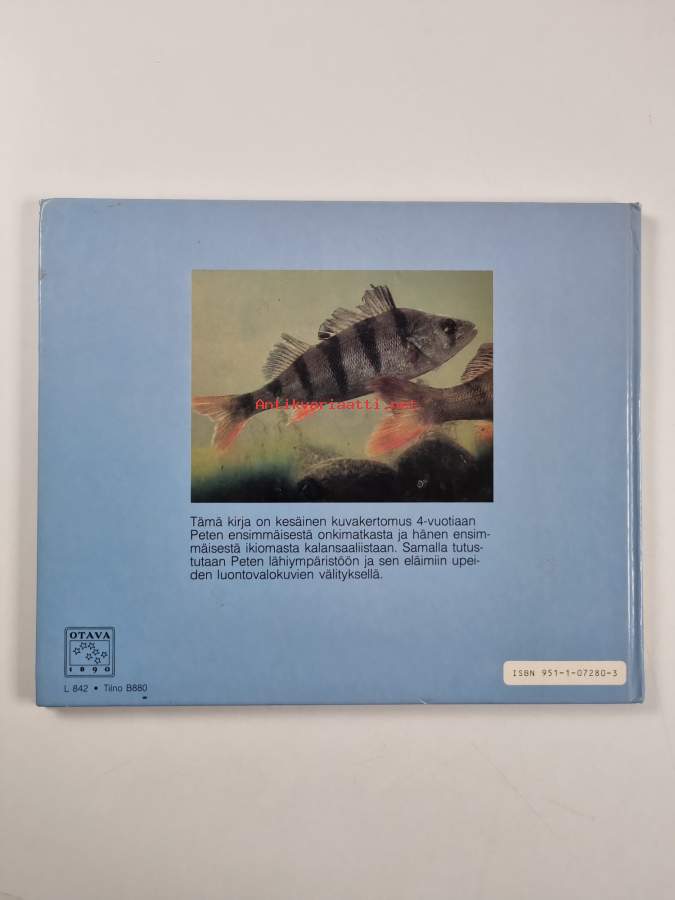 Antikvariaatti.net
Tämä kirja on kesäinen kuvakertomus 4-vuotiaan
Peten ensimmäisestä onkimatkasta ja hänen ensim-
mäisestä ikiomasta kalansaaliistaan. Samalla tutus-
tutaan Peten lähiympäristöön ja sen eläimiin upei-
den luontovalokuvien välityksellä.
OTAVA
1890
L 842 • Tilno B880
ISBN 951-1-07280-3